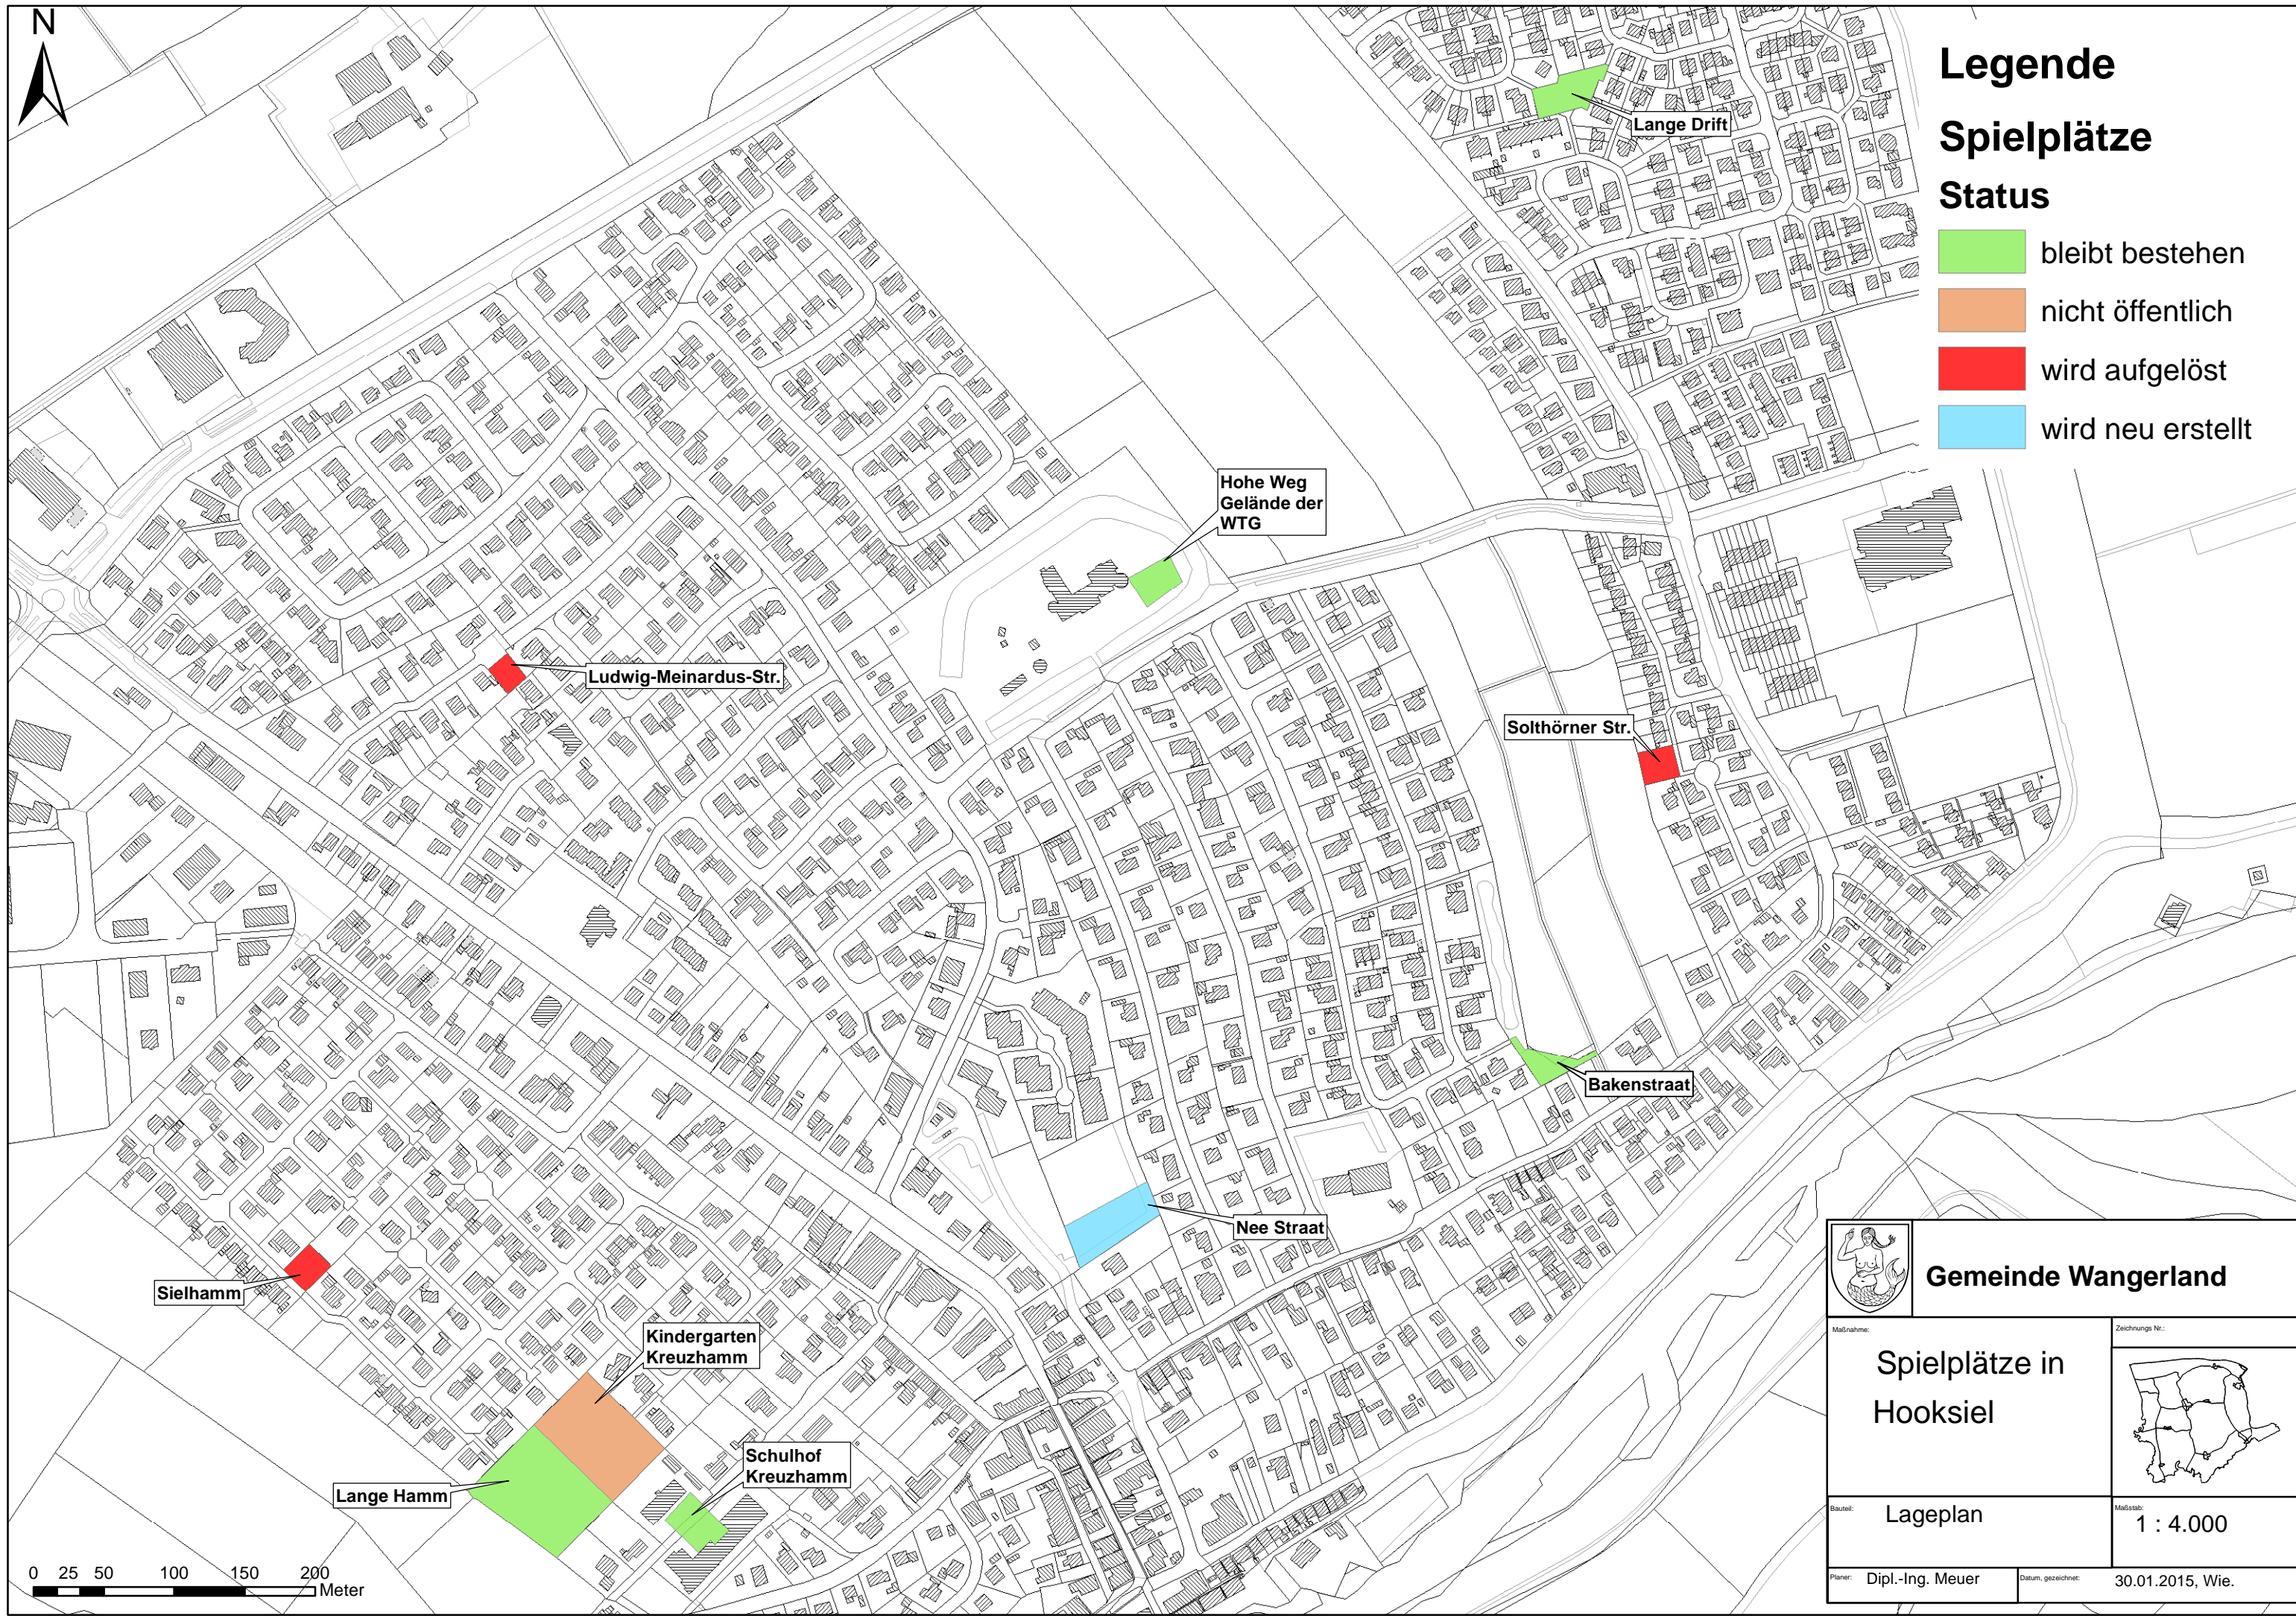 N
Legende
Spielplätze
Status
bleibt bestehen
nicht öffentlich
wird aufgelöst
wird neu erstellt
Lange Drift
Hohe Weg
Gelände der
WTG
Ludwig-Meinardus-Str.
Solthörner Str.
Bakenstraat
Nee Straat
Sielhamm
Kindergarten
Kreuzhamm
Schulhof
Kreuzhamm
Lange Hamm
0 25 50 100 150 200
Meter
Gemeinde Wangerland
Maßnahme:
Spielplätze in
Hooksiel
Zeichnungs Nr.:
Bauteil:
Lageplan
Maßstab:
1 : 4.000
Planer: Dipl.-Ing. Meuer
Datum, gezeichnet: 30.01.2015, Wie.